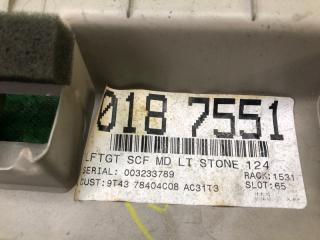 018 7551
LFTGT SCF MD LT STONE 124
SERIAL: 003233789 RACK: 1531
CUST: 9T43 78404C08 AC31T3 SLOT: 65